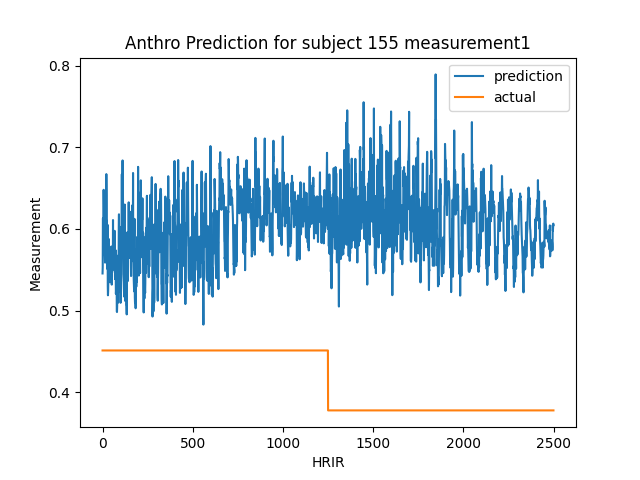 Anthro Prediction for subject 155 measurement1
prediction
actual
0.8
0.7
0.6
0.5
0.4
Measurement
0
500
1000
1500
2000
2500
HRIR